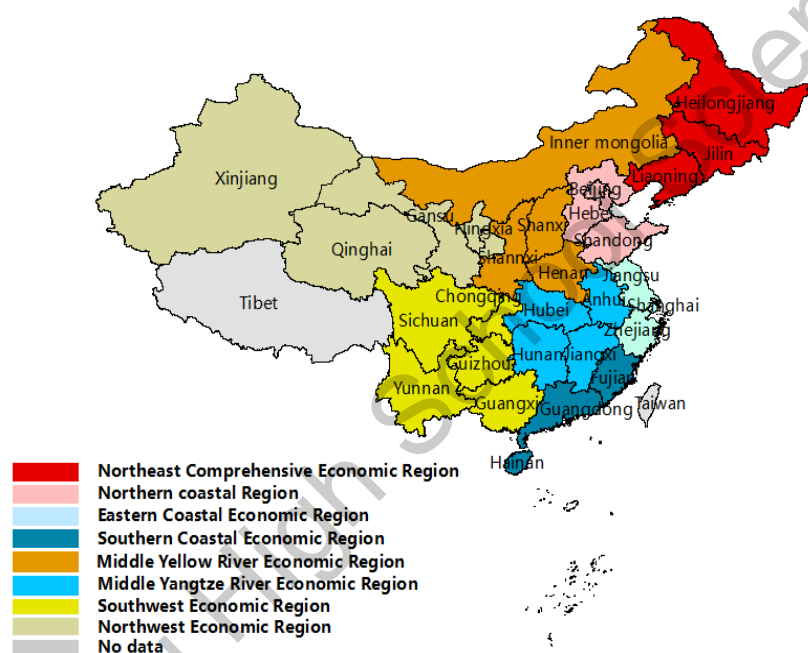 Heilongjiang
Inner mongolia
Jilin
Liaoning
Xinjiang
Beijing
Gansu
Hebei
Ningxia
Shanxi
Shandong
Qinghai
Shannxi
Henan
Jiangsu
Tibet
Chongqing
Anhui
Shanghai
Sichuan
Hubei
Zhejiang
Hunan
Jiangxi
Guizhou
Fujian
Yunnan
Guangxi
Guangdong
Taiwan
Hainan
Northeast Comprehensive Economic Region
Northern coastal Region
Eastern Coastal Economic Region
Southern Coastal Economic Region
Middle Yellow River Economic Region
Middle Yangtze River Economic Region
Southwest Economic Region
Northwest Economic Region
No data
High School